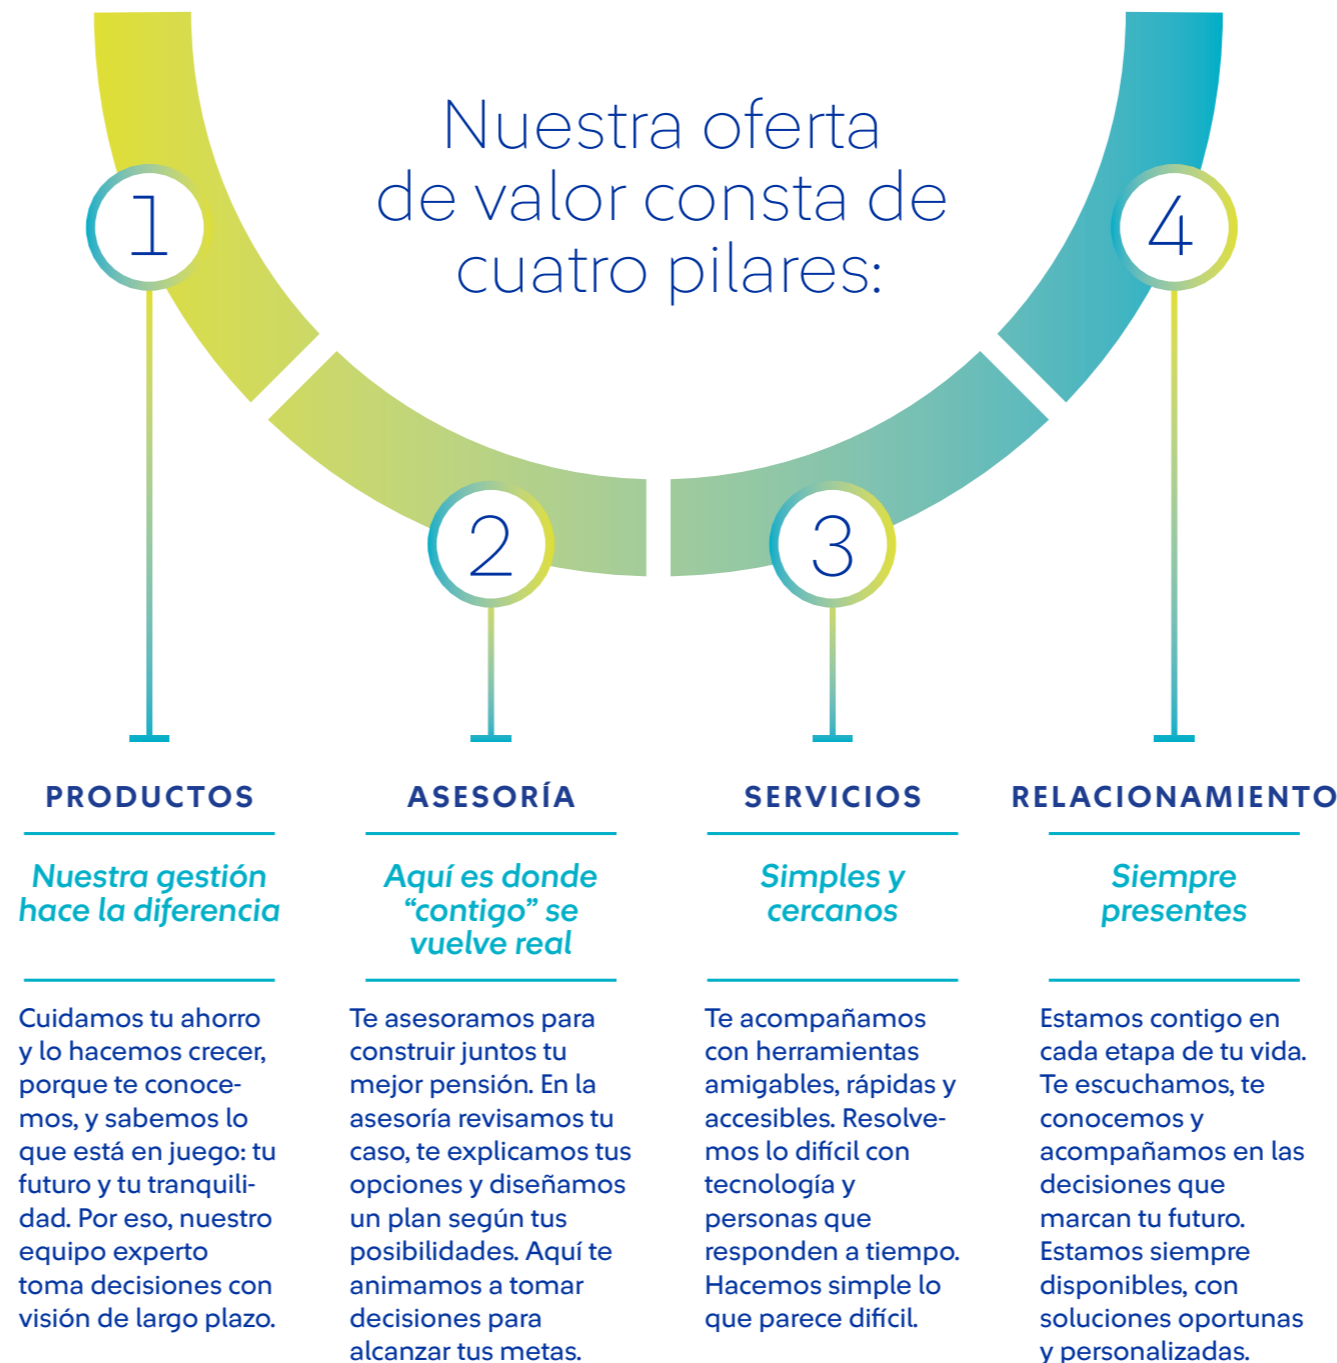 Nuestra oferta
de valor consta de
cuatro pilares:
1
2
3
4
PRODUCTOS
Nuestra gestión
hace la diferencia
Cuidamos tu ahorro
y lo hacemos crecer,
porque te conoce-
mos, y sabemos lo
que está en juego: tu
futuro y tu tranquili-
dad. Por eso, nuestro
equipo experto
toma decisiones con
visión de largo plazo.
ASESORÍA
Aquí es donde
“contigo” se
vuelve real
Te asesoramos para
construir juntos tu
mejor pensión. En la
asesoría revisamos tu
caso, te explicamos tus
opciones y diseñamos
un plan según tus
posibilidades. Aquí te
animamos a tomar
decisiones para
alcanzar tus metas.
SERVICIOS
Simples y
cercanos
Te acompañamos
con herramientas
amigables, rápidas y
accesibles. Resolve-
mos lo difícil con
tecnología y
personas que
responden a tiempo.
Hacemos simple lo
que parece difícil.
RELACIONAMIENTO
Siempre
presentes
Estamos contigo en
cada etapa de tu vida.
Te escuchamos, te
conocemos y
acompañamos en las
decisiones que
marcan tu futuro.
Estamos siempre
disponibles, con
soluciones oportunas
y personalizadas.